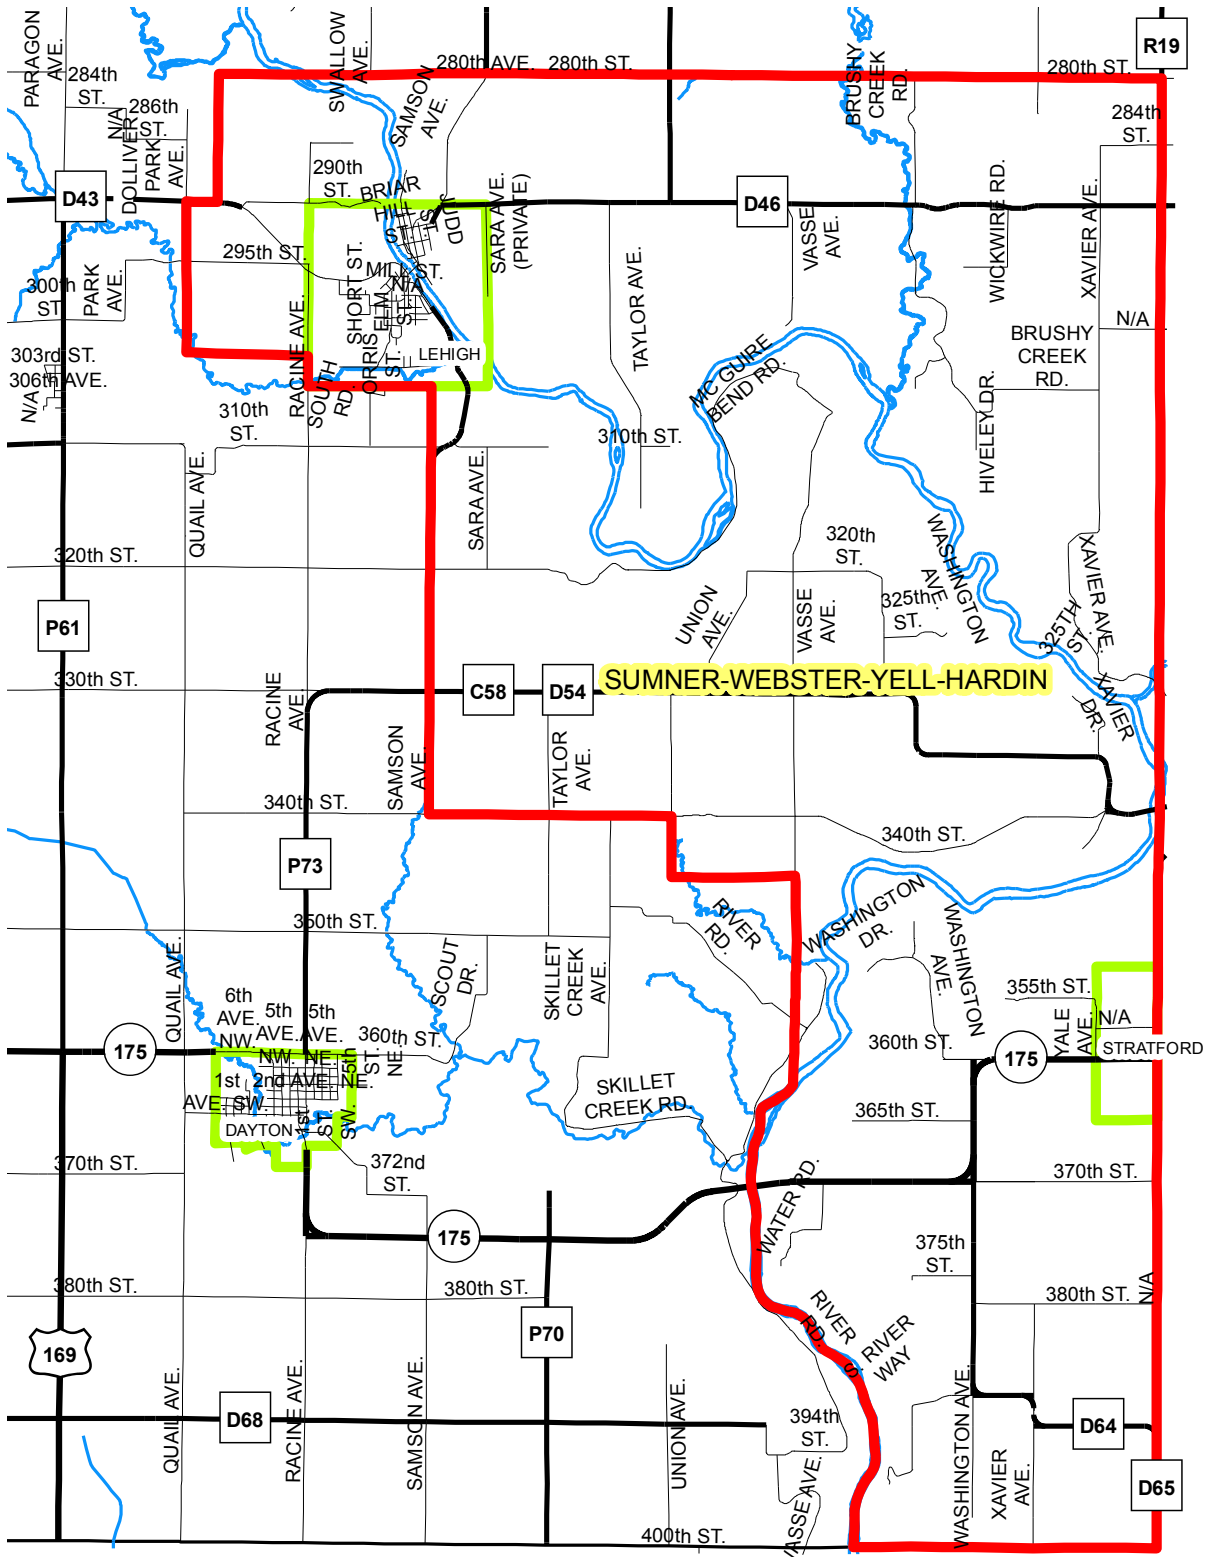 PARAGON
AVE.
284th
ST.
N/A
286th
ST.
DOLLIVER
PARK
AVE.
SWALLOW
AVE.
280th AVE.
280th ST.
SAMSON
AVE.
BRUSHY
CREEK
RD.
280th ST.
R19
284th
ST.
D43
290th
ST.
BRIAR
HILL
ST.
JUDD
ST.
SARA AVE.
(PRIVATE)
D46
VASSE
AVE.
WICKWIRE RD.
XAVIER AVE.
295th ST.
300th
ST.
PARK
AVE.
SHORT ST.
MILL ST.
N/A
ELM
ST.
TAYLOR AVE.
N/A
BRUSHY
CREEK
RD.
303rd ST.
306th AVE.
N/A
RACINE AVE.
SOUTH
RD.
ORRIS
ST.
LEHIGH
MC GUIRE
BEND RD.
HIVELEY DR.
310th
ST.
310th ST.
QUAIL AVE.
SARA AVE.
320th ST.
320th
ST.
WASHINGTON
AVE.
XAVIER AVE.
P61
UNION
AVE.
VASSE
AVE.
325th
ST.
325TH
ST.
330th ST.
RACINE
AVE.
C58
D54
SUMNER-WEBSTER-YELL-HARDIN
XAVIER
DR.
SAMSON
AVE.
TAYLOR
AVE.
340th ST.
340th ST.
P73
350th ST.
RIVER
RD.
WASHINGTON
DR.
WASHINGTON
AVE.
QUAIL AVE.
SCOUT
DR.
SKILLET
CREEK
AVE.
355th ST.
6th
AVE.
NW.
5th
AVE.
NW.
5th
AVE.
NE.
360th ST.
360th ST.
YALE
AVE.
N/A
175
175
STRATFORD
1st
AVE. SW.
2nd AVE. NE.
5th
ST.
NE.
SW.
1st
ST.
DAYTON
SKILLET
CREEK RD.
365th ST.
370th ST.
372nd
ST.
370th ST.
175
WATER RD.
375th
ST.
380th ST.
380th ST.
380th ST.
N/A
169
P70
RIVER
RD.
S. RIVER
WAY
QUAIL AVE.
D68
RACINE AVE.
SAMSON AVE.
UNION AVE.
394th
ST.
WASHINGTON AVE.
XAVIER
AVE.
D64
D65
400th ST.
VASSE AVE.